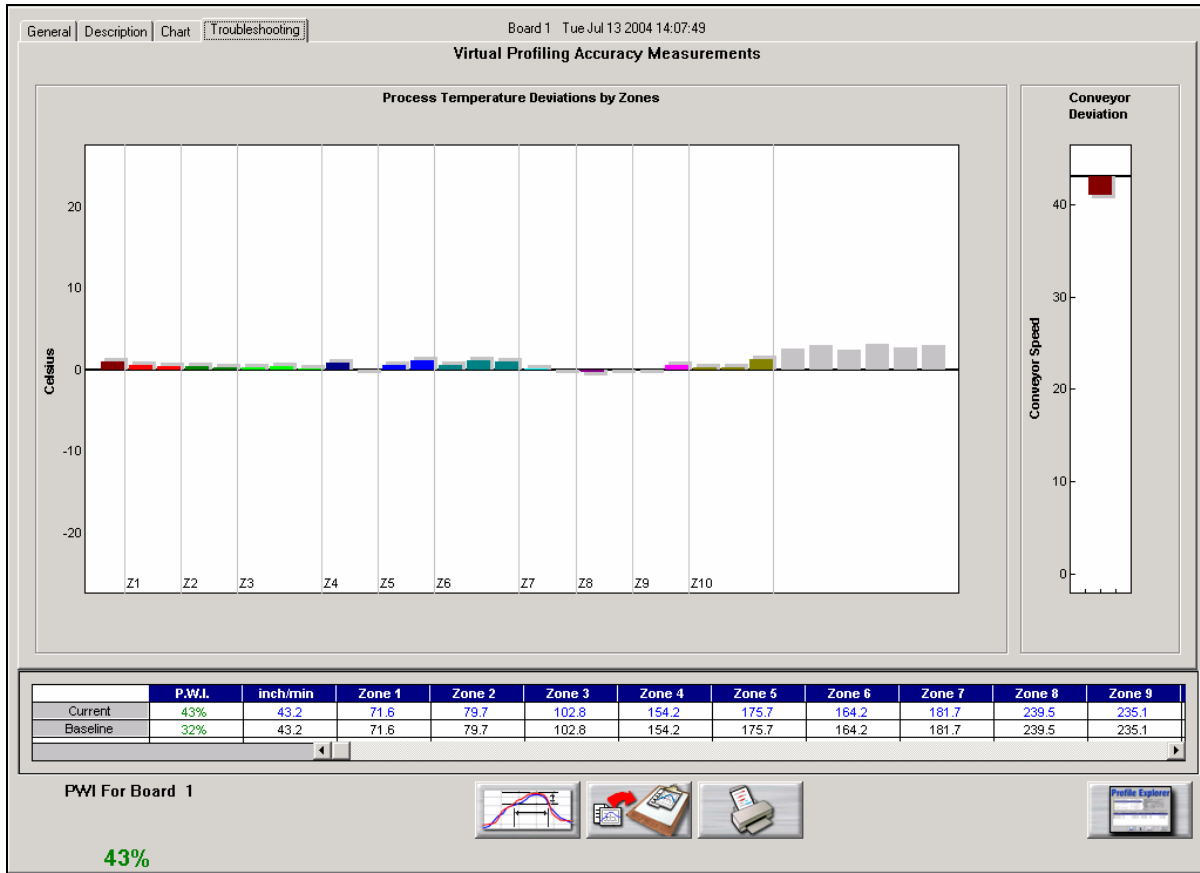 General Description Chart Troubleshooting
Board 1 Tue Jul 13 2004 14:07:49
Virtual Profiling Accuracy Measurements
Process Temperature Deviations by Zones
Celsius
20
10
0
-10
-20
Z1 Z2 Z3 Z4 Z5 Z6 Z7 Z8 Z9 Z10
Conveyor
Deviation
Conveyor Speed
40
30
20
10
0
P.W.I. inch/min Zone 1 Zone 2 Zone 3 Zone 4 Zone 5 Zone 6 Zone 7 Zone 8 Zone 9
Current 43% 43.2 71.6 79.7 102.8 154.2 175.7 164.2 181.7 239.5 235.1
Baseline 32% 43.2 71.6 79.7 102.8 154.2 175.7 164.2 181.7 239.5 235.1
PWI For Board 1
43%
Profile Explorer